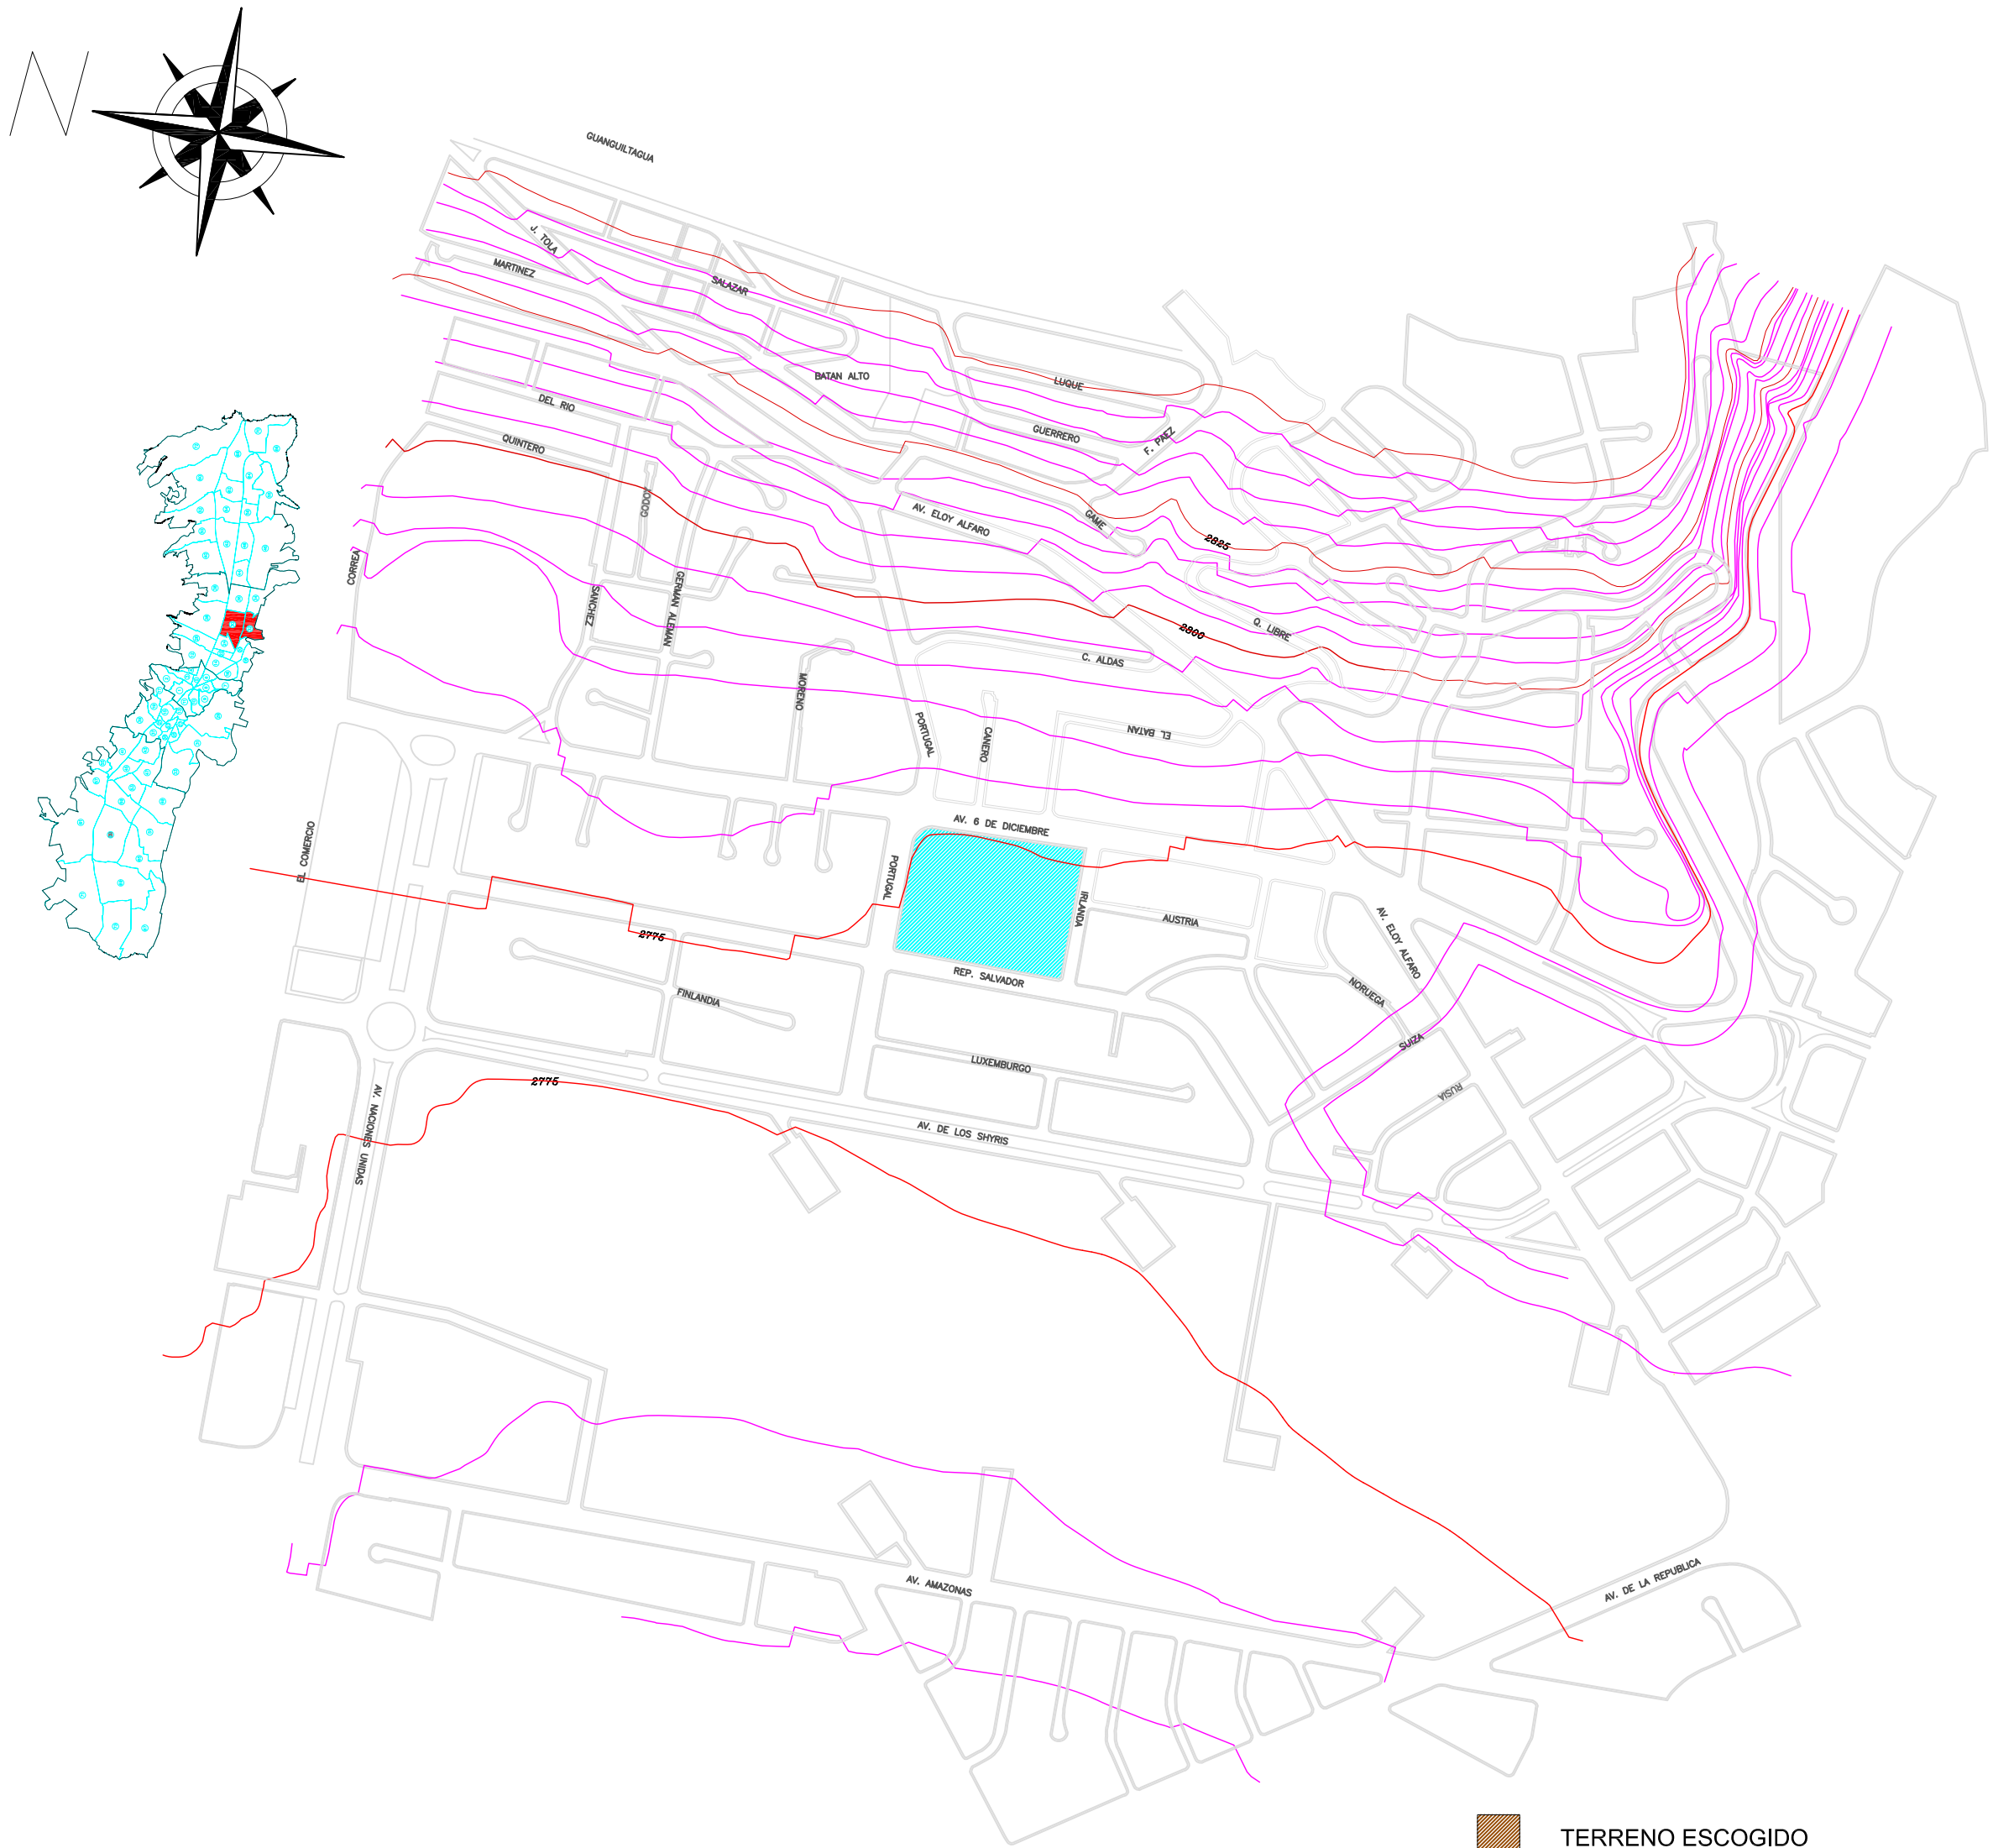 N
GUANGUILTAGUA
J. TOLA
MARTINEZ
SALAZAR
BATAN ALTO
LUQUE
DEL RIO
GUERRERO
F. PAEZ
QUINTERO
GODOY
AV. ELOY ALFARO
GAME
2825
CORREA
SANCHEZ
GERMAN ALEMAN
2800
Q. LIBRE
C. ALDAS
MORENO
PORTUGAL
CANERO
EL BATAN
EL COMERCIO
AV. 6 DE DICIEMBRE
PORTUGAL
IRLANDA
AUSTRIA
AV. ELOY ALFARO
2775
REP. SALVADOR
FINLANDIA
NORUEGA
SUIZA
LUXEMBURGO
RUSIA
2775
AV. NACIONES UNIDAS
AV. DE LOS SHYRIS
AV. AMAZONAS
AV. DE LA REPUBLICA
TERRENO ESCOGIDO